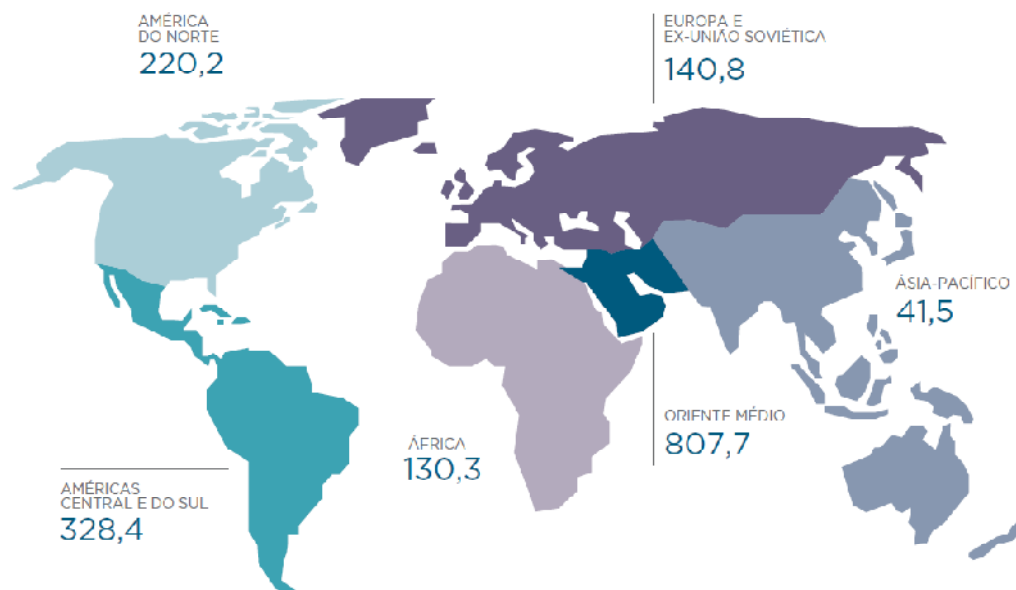 AMÉRICA
DO NORTE
220,2
EUROPA E
EX-UNIÃO SOVIÉTICA
140,8
ÁSIA-PACÍFICO
41,5
ORIENTE MÉDIO
807,7
ÁFRICA
130,3
AMÉRICAS
CENTRAL E DO SUL
328,4